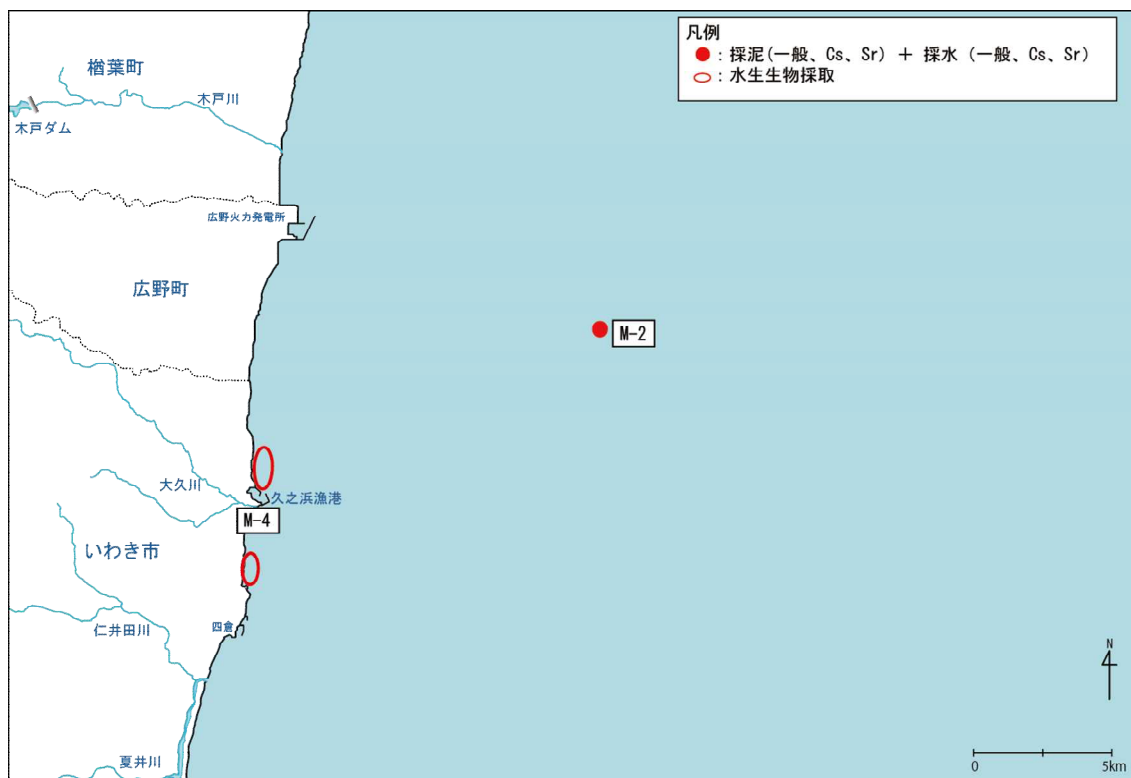 凡例
●：採泥(一般、Cs、Sr) ＋ 採水 (一般、Cs、Sr)
○：水生生物採取
楢葉町
木戸川
木戸ダム
広野火力発電所
広野町
M-2
大久川
久之浜漁港
M-4
いわき市
仁井田川
四倉
夏井川
N
0 5km